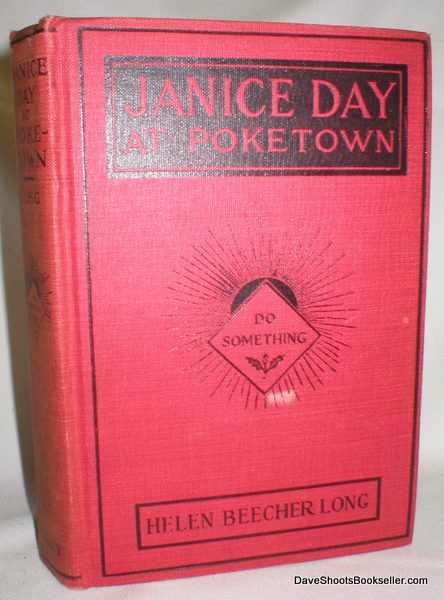 JANICE
DAY
AT
POKE-
TOWN
LONG
JANICE DAY
AT POKETOWN
DO
SOMETHING
HELEN BEECHER LONG
DaveShootsBookseller.com